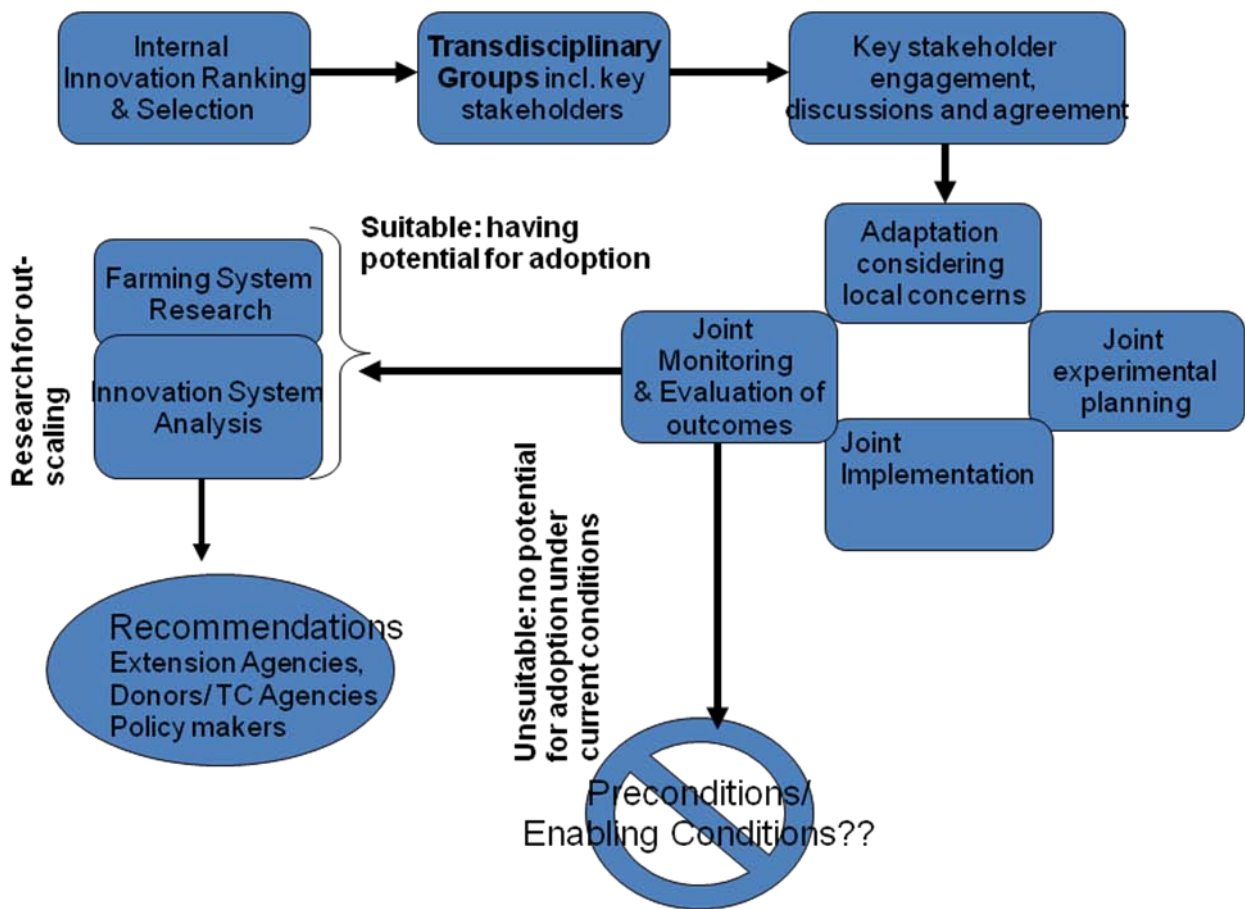 Internal
Innovation Ranking
& Selection
Transdisciplinary
Groups incl. key
stakeholders
Key stakeholder
engagement,
discussions and agreement
Adaptation
considering
local concerns
Joint
experimental
planning
Joint
Implementation
Joint
Monitoring
& Evaluation of
outcomes
Suitable: having
potential for adoption
Farming System
Research
Innovation System
Analysis
Research for out-
scaling
Recommendations
Extension Agencies,
Donors/ TC Agencies
Policy makers
Unsuitable: no potential
for adoption under
current conditions
Preconditions/
Enabling Conditions??